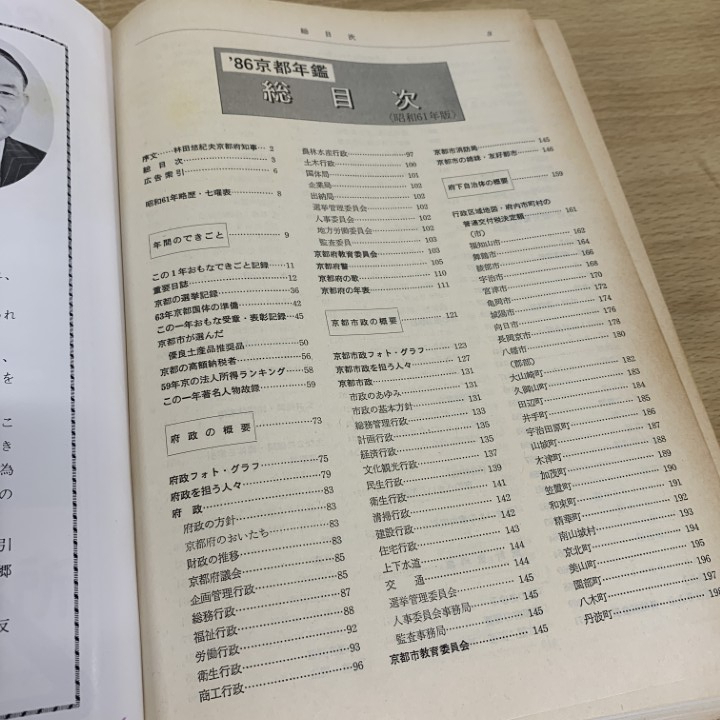 総目次 3
'86京都年鑑
総目次
(昭和61年版)
序文……林田悠紀夫京都府知事… 2
総目次… 3
広告索引… 6
昭和61年略歴・七曜表… 8
年間のできごと… 9
この1年おもなできごと記録…11
重要日誌…12
京都の選挙記録…36
63年京都国体の準備…42
この一年おもな受章・表彰記録…45
京都市が選んだ
優良土産品推奨品…50
京都の高額納税者…56
59年京の法人所得ランキング…58
この一年著名人物故録…59
府政の概要…73
府政フォト・グラフ…75
府政を担う人々…79
府政…83
府政の方針…83
京都府のおいたち…83
財政の推移…83
京都府議会…85
企画管理行政…85
総務行政…87
福祉行政…88
労働行政…92
衛生行政…93
商工行政…96
農林水産行政…97
土木行政…100
国体局…101
企業局…102
出納局…102
選挙管理委員会…102
人事委員会…102
地方労働委員会…102
監査委員…103
京都府教育委員会…103
京都府警…105
京都府の歌…110
京都府の年表…111
京都市政の概要…121
京都市政フォト・グラフ…123
京都市政を担う人々…127
京都市政…131
市政のあゆみ…131
市政の基本方針…131
総務管理行政…133
計画行政…135
経済行政…135
文化観光行政…137
民生行政…139
衛生行政…141
清掃行政…142
建設行政…142
住宅行政…143
上下水道…144
交通…144
選挙管理委員会…145
人事委員会事務局…145
監査事務局…145
京都市教育委員会…145
京都市消防局…145
京都市の姉妹・友好都市…146
府下自治体の概要…159
行政区域地図・府内市町村の
普通交付税決定額…161
(市)
福知山市…163
舞鶴市…164
綾部市…166
宇治市…168
宮津市…170
亀岡市…172
城陽市…174
向日市…176
長岡京市…178
八幡市…180
(郡部)
大山崎町…182
久御山町…183
田辺町…184
井手町…185
宇治田原町…186
山城町…187
木津町…188
加茂町…189
笠置町…190
和束町…191
精華町…192
南山城村…193
京北町…194
美山町…195
園部町…196
八木町…197
丹波町…198
こ
き
為
の
引
郷
反